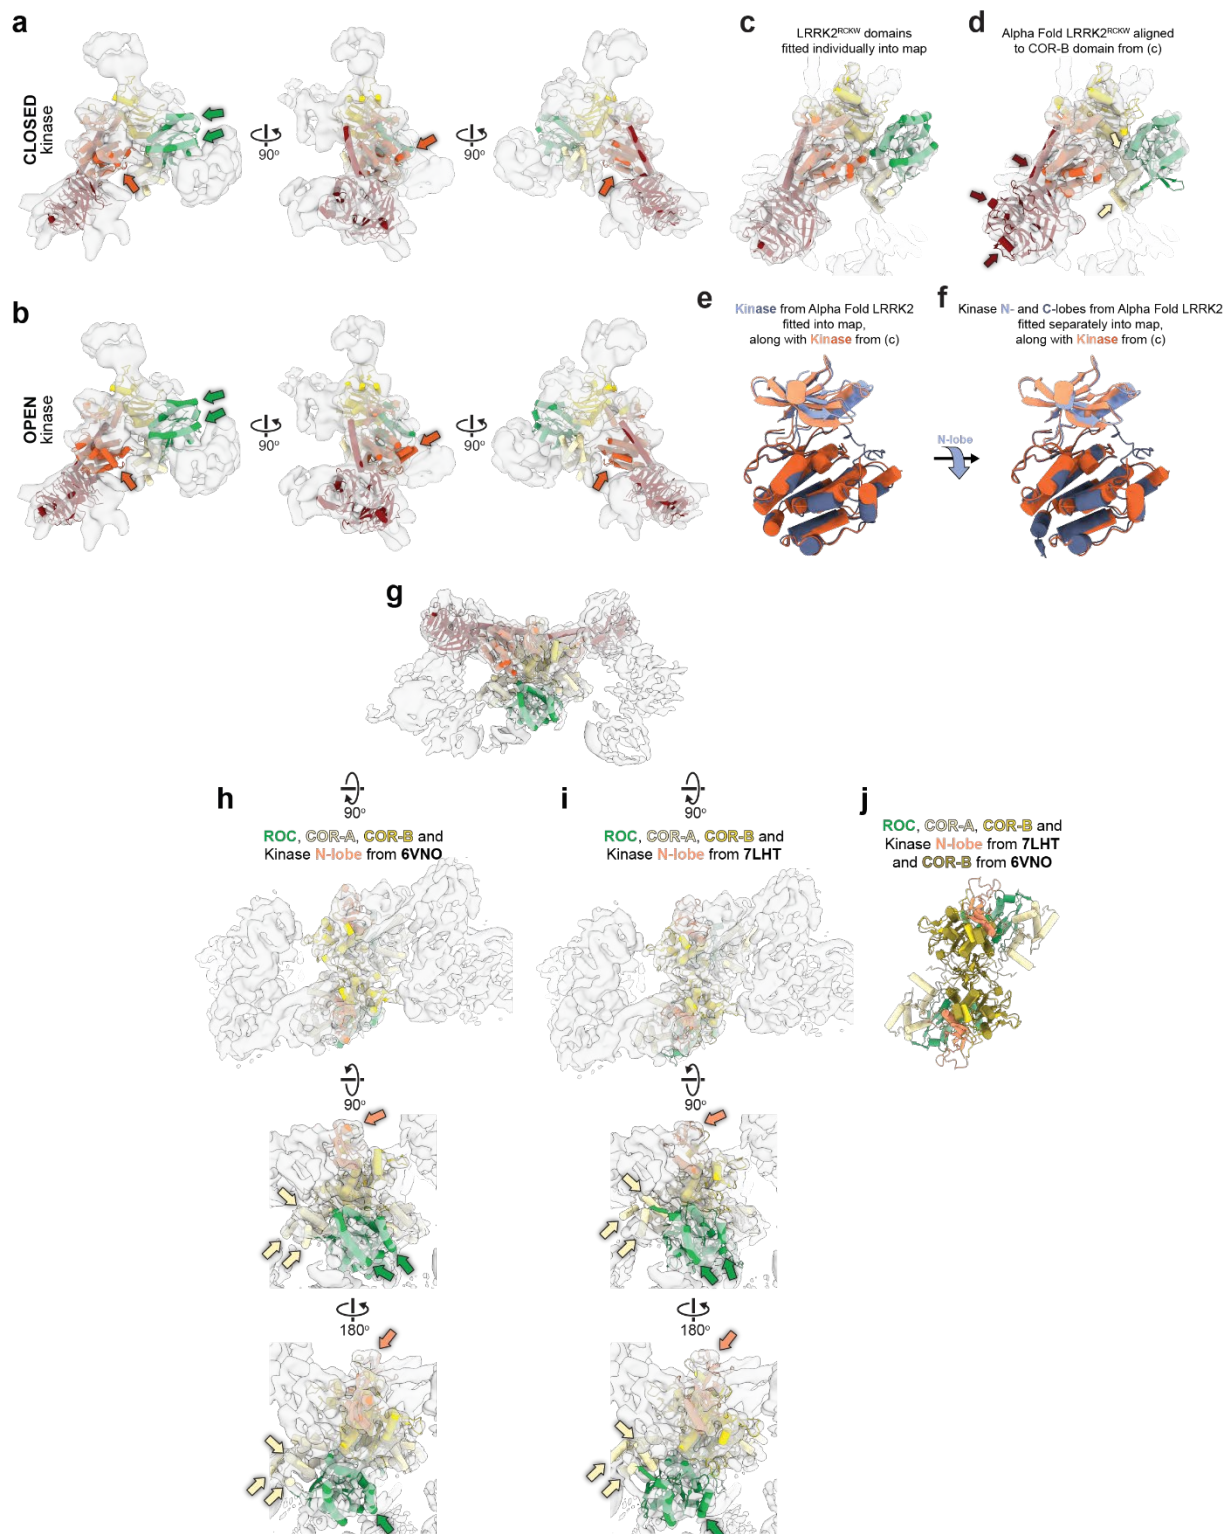 a
CLOSED
kinase
90°
90°
c
LRRK2RCKW domains
fitted individually into map
d
Alpha Fold LRRK2RCKW aligned
to COR-B domain from (c)
b
OPEN
kinase
90°
90°
e
Kinase from Alpha Fold LRRK2
fitted into map,
along with Kinase from (c)
N-lobe
f
Kinase N- and C-lobes from Alpha Fold LRRK2
fitted separately into map,
along with Kinase from (c)
g
90°
90°
h
ROC, COR-A, COR-B and
Kinase N-lobe from 6VNO
i
ROC, COR-A, COR-B and
Kinase N-lobe from 7LHT
j
ROC, COR-A, COR-B and
Kinase N-lobe from 7LHT
and COR-B from 6VNO
90°
90°
180°
180°